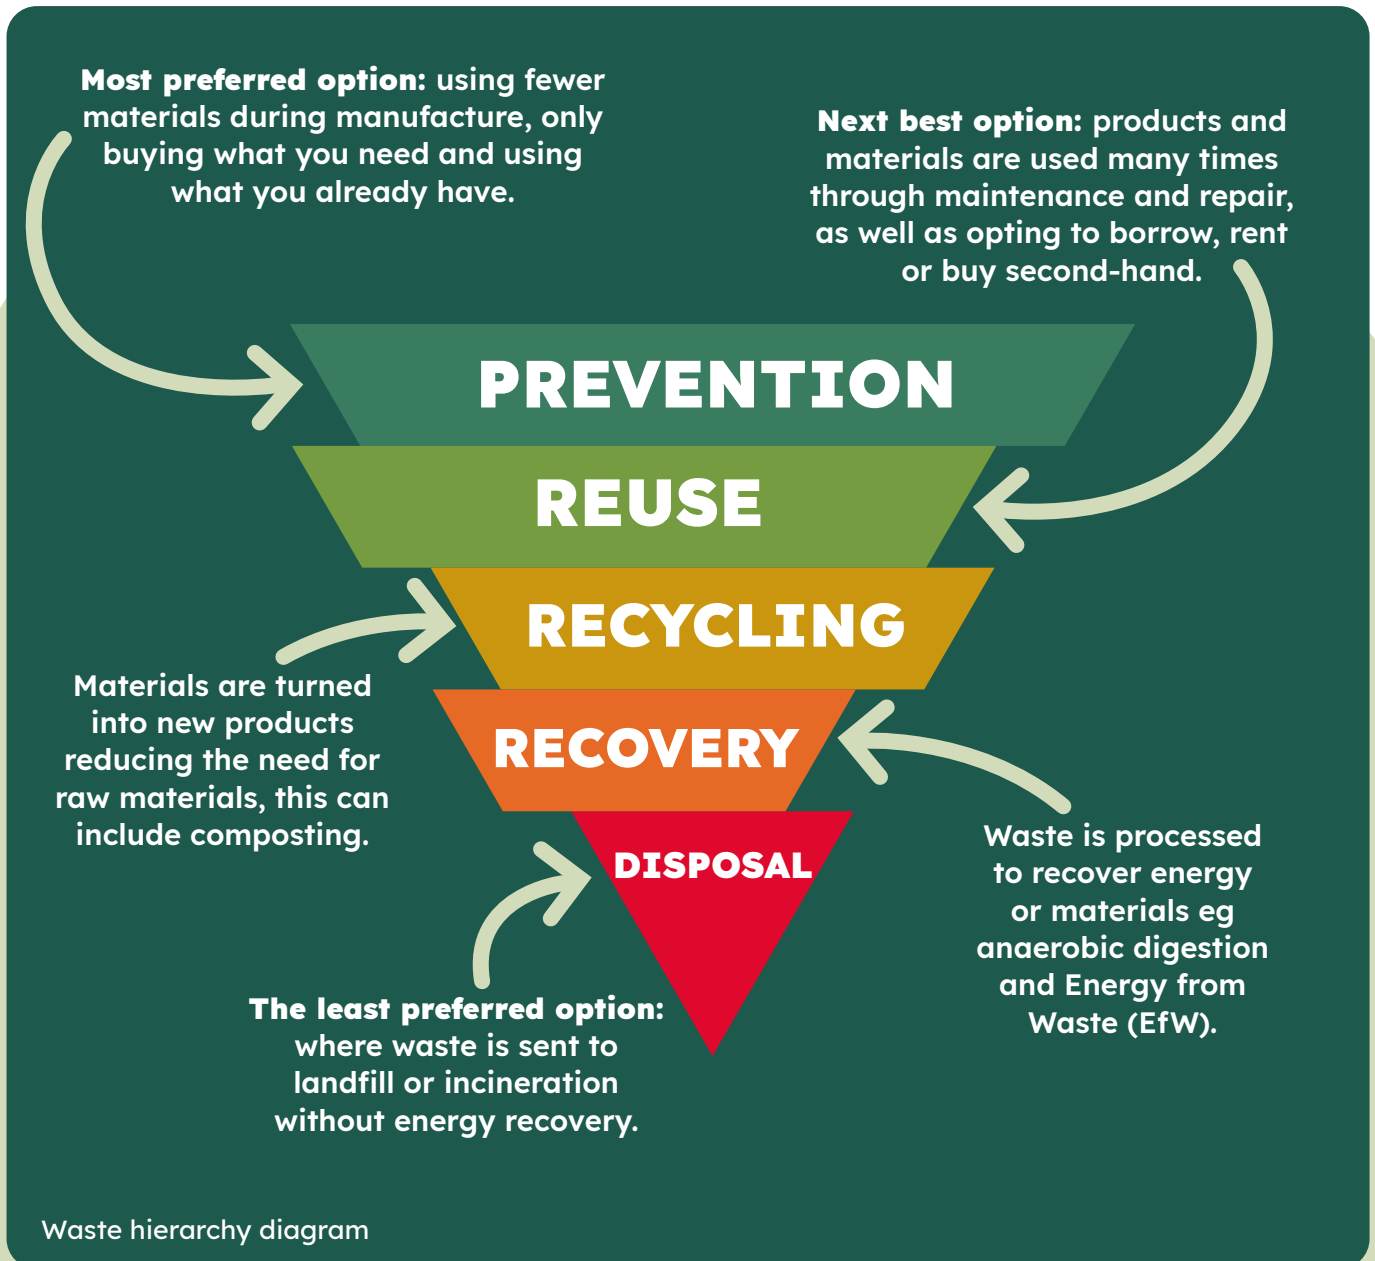 Most preferred option: using fewer
materials during manufacture, only
buying what you need and using
what you already have.
Next best option: products and
materials are used many times
through maintenance and repair,
as well as opting to borrow, rent
or buy second-hand.
PREVENTION
REUSE
RECYCLING
Materials are turned
into new products
reducing the need for
raw materials, this can
include composting.
RECOVERY
Waste is processed
to recover energy
or materials eg
anaerobic digestion
and Energy from
Waste (EfW).
DISPOSAL
The least preferred option:
where waste is sent to
landfill or incineration
without energy recovery.
Waste hierarchy diagram